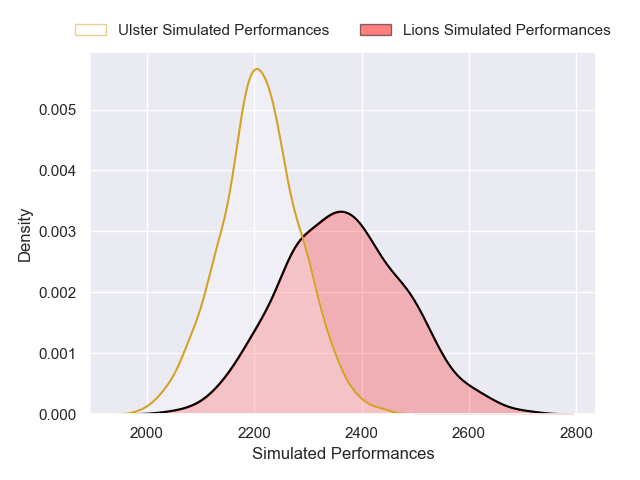 Ulster Simulated Performances Lions Simulated Performances
0.005
0.004
0.003
0.002
0.001
0.000
Density
2000 2200 2400 2600 2800
Simulated Performances